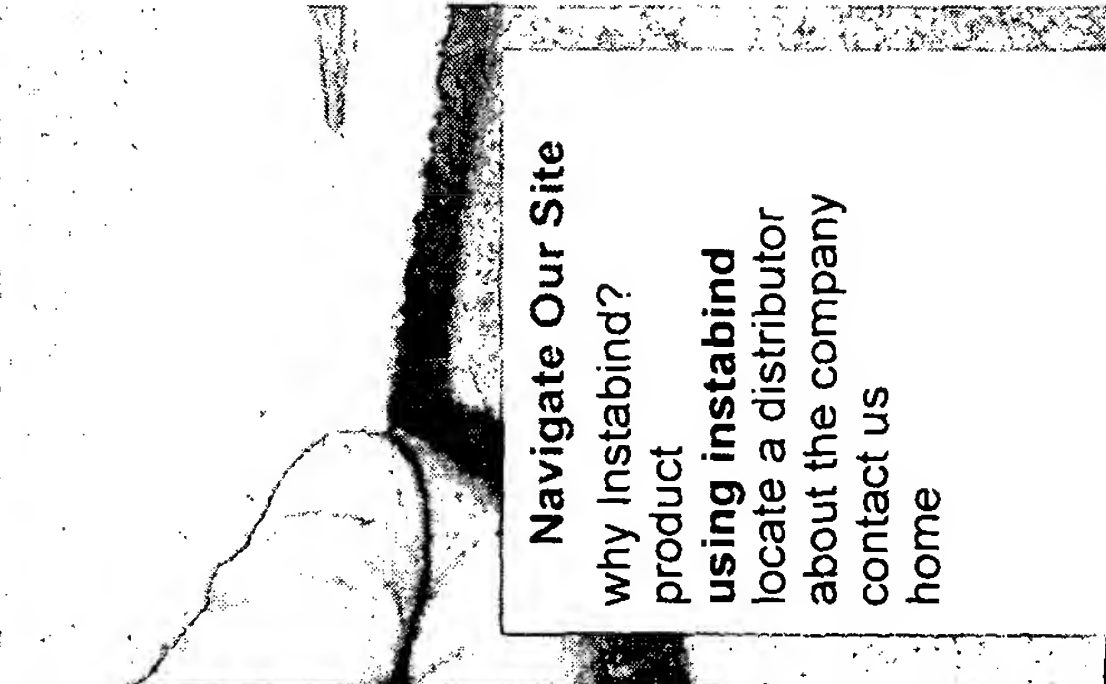 Navigate Our Site
why Instabind?
product
using instabind
locate a distributor
about the company
contact us
home